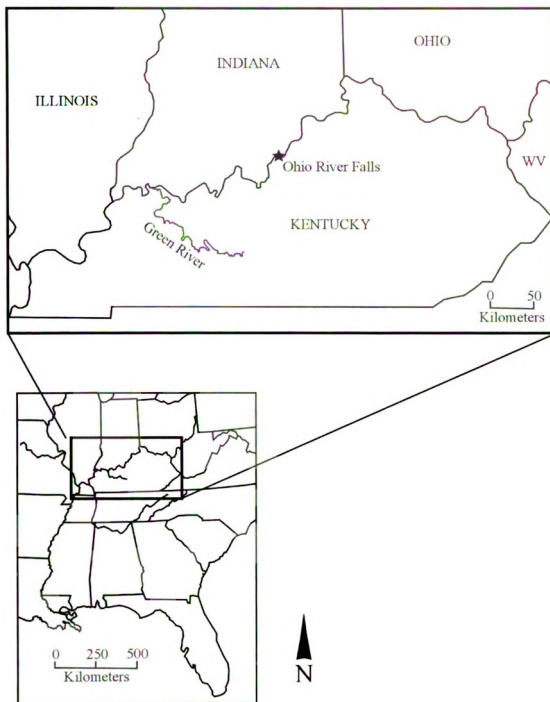 OHIO
INDIANA
ILLINOIS
Ohio River Falls
WV
KENTUCKY
Green River
0 50
Kilometers
0 250 500
Kilometers
N